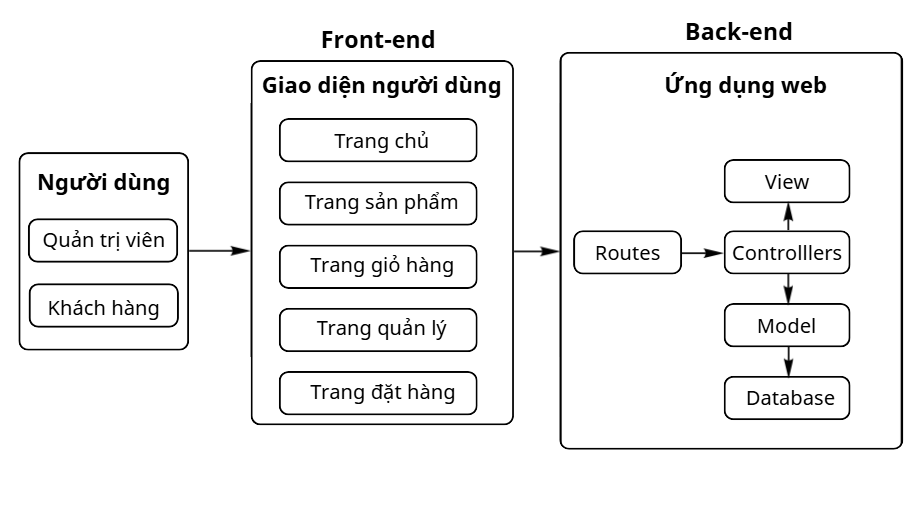 Front-end
Back-end
Người dùng
Quản trị viên
Khách hàng
Giao diện người dùng
Trang chủ
Trang sản phẩm
Trang giỏ hàng
Trang quản lý
Trang đặt hàng
Ứng dụng web
View
Routes
Controlllers
Model
Database